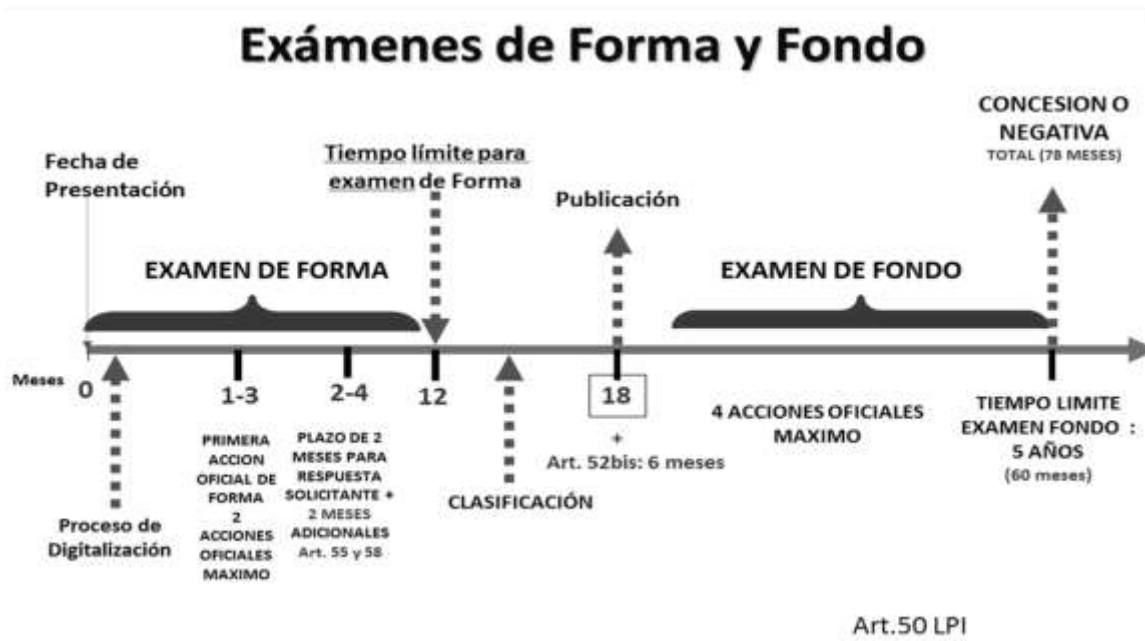 Exámenes de Forma y Fondo
CONCESION O
NEGATIVA
TOTAL (78 MESES)
Fecha de
Presentación
Tiempo límite para
examen de Forma
Publicación
EXAMEN DE FORMA
EXAMEN DE FONDO
Meses
0
1-3
2-4
12
18
PRIMERA
ACCION
OFICIAL DE
FORMA
2
ACCIONES
OFICIALES
MAXIMO
PLAZO DE 2
MESES PARA
RESPUESTA
SOLICITANTE +
2 MESES
ADICIONALES
Art. 55 y 58
+
Art. 52bis: 6 meses
4 ACCIONES OFICIALES
MAXIMO
TIEMPO LIMITE
EXAMEN FONDO :
5 AÑOS
(60 meses)
Proceso de
Digitalización
CLASIFICACIÓN
Art.50 LPI